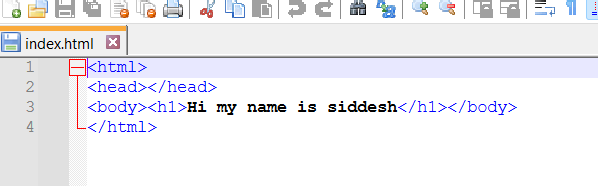 index.html
1 <html>
2 <head></head>
3 <body><h1>Hi my name is siddesh</h1></body>
4 </html>